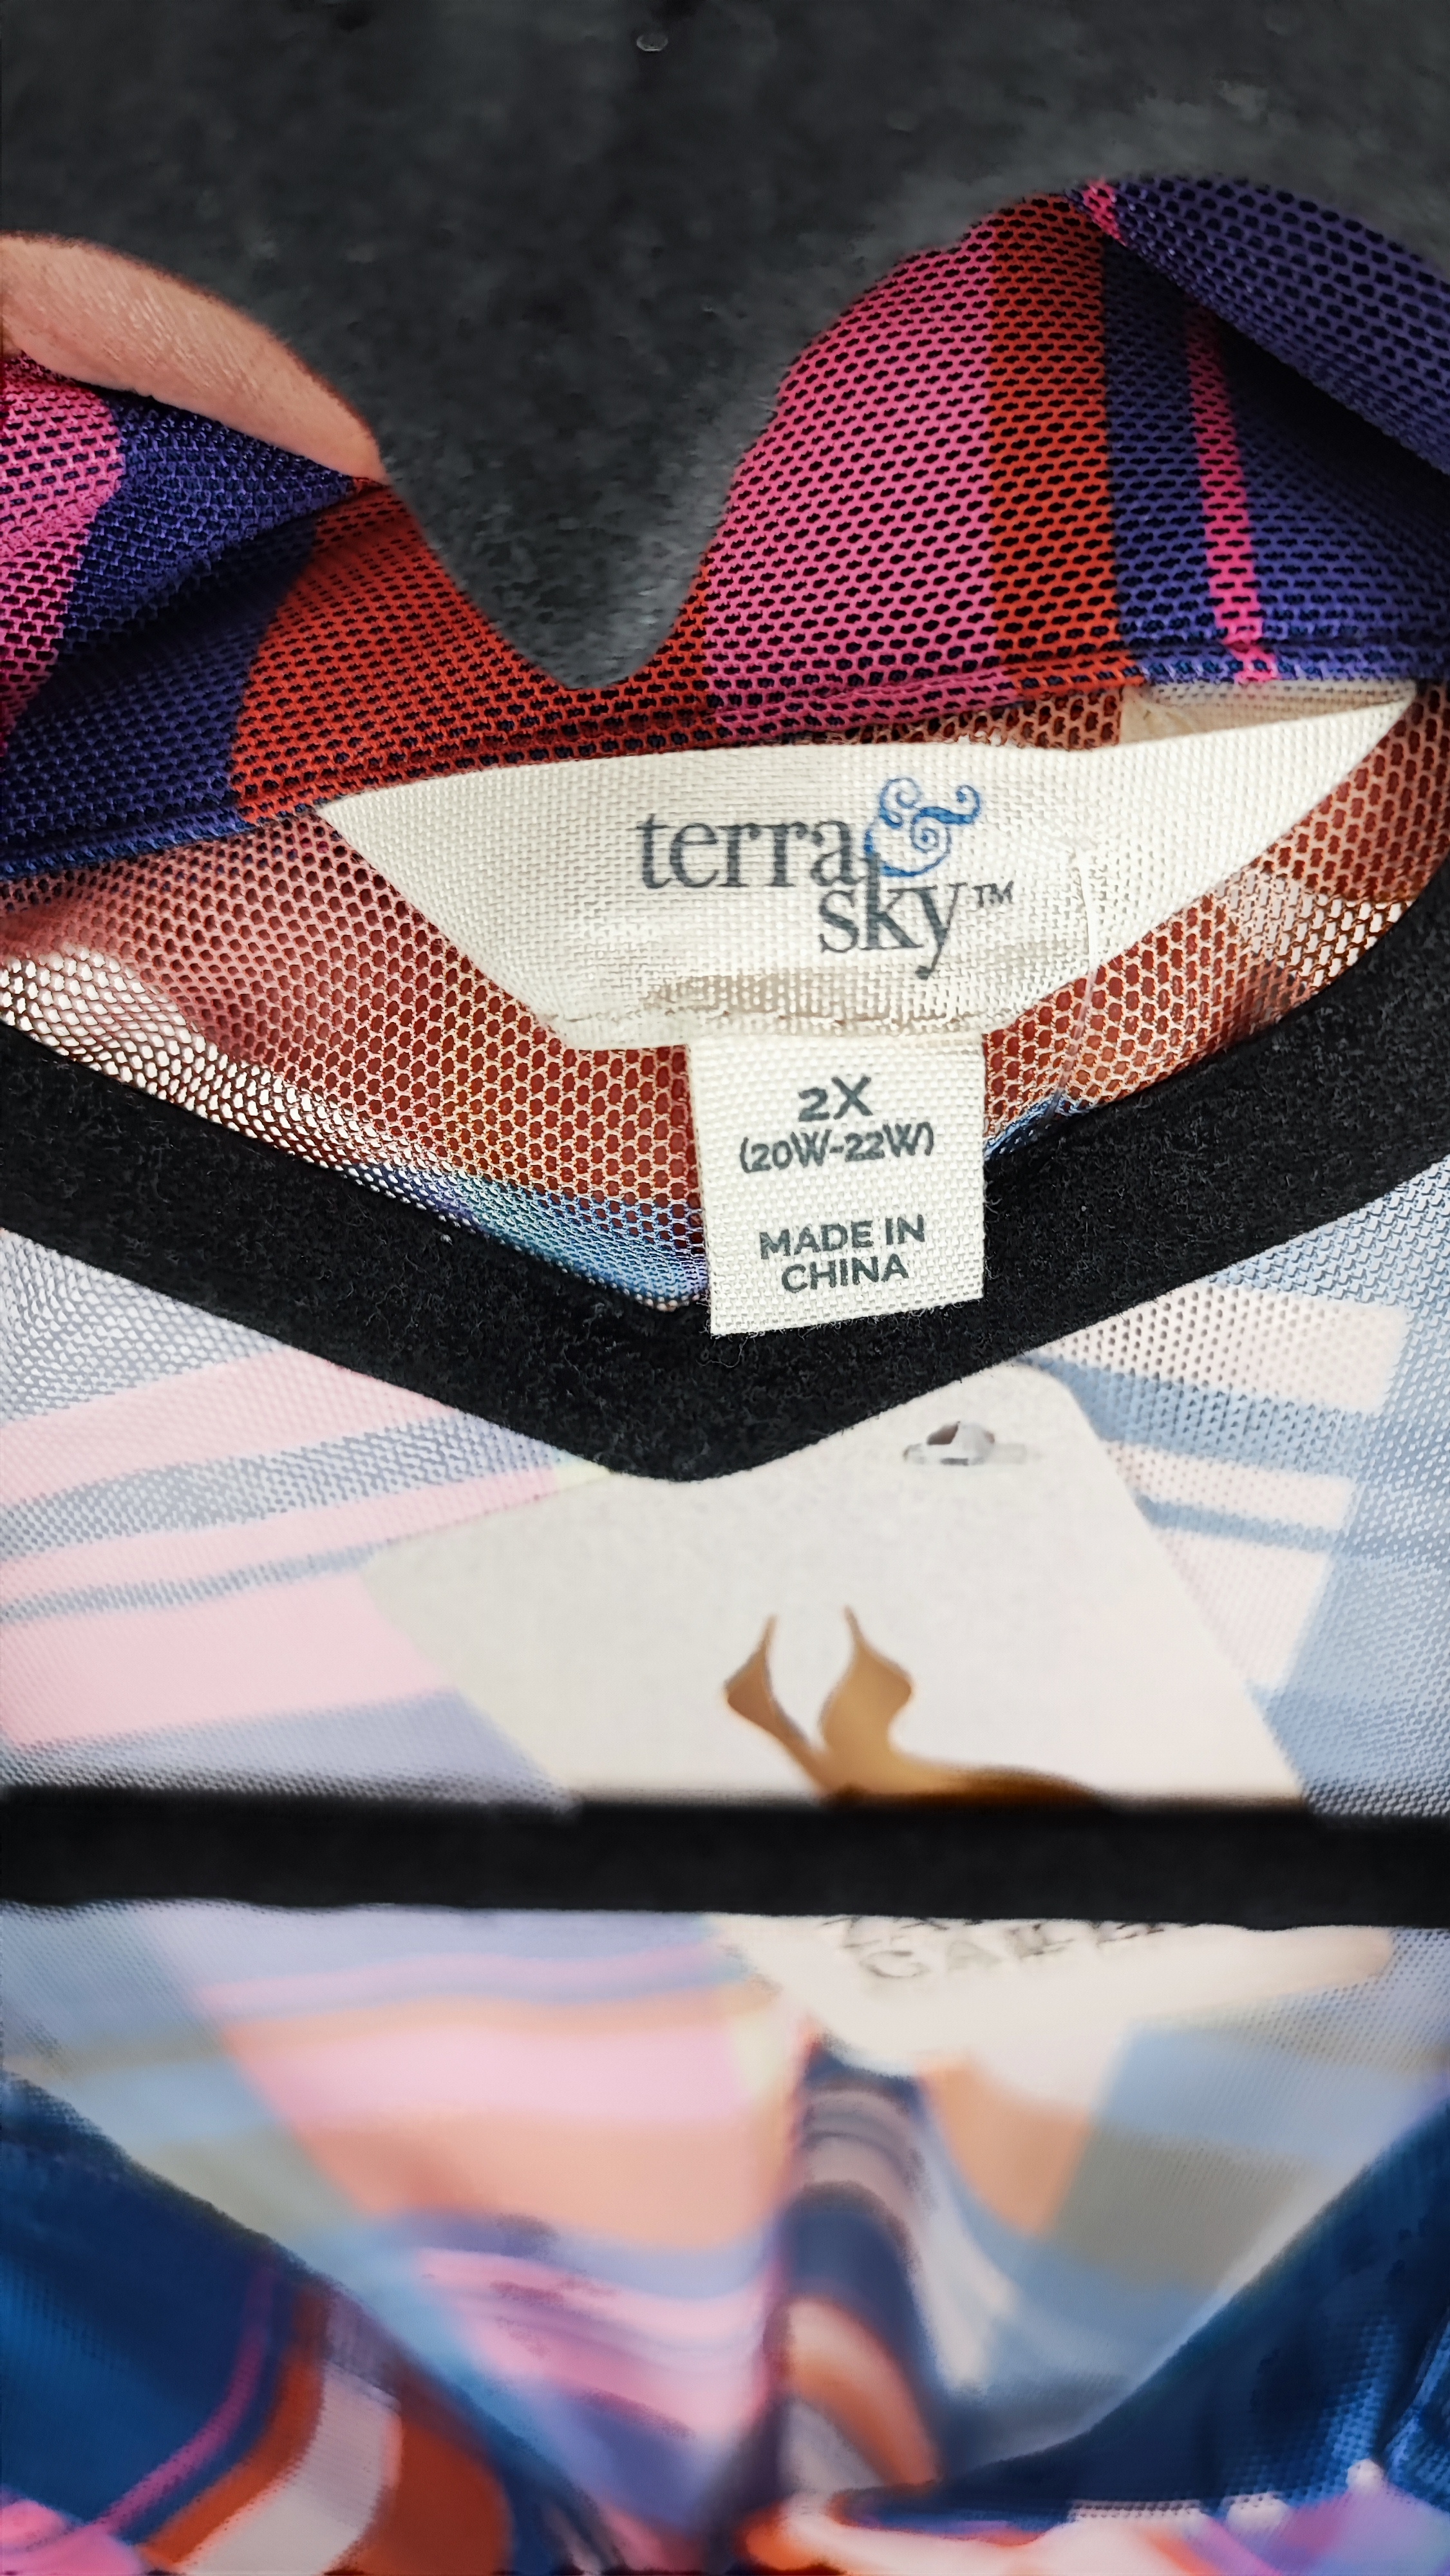 terra &
sky™
2X
(20W-22W)
MADE IN
CHINA